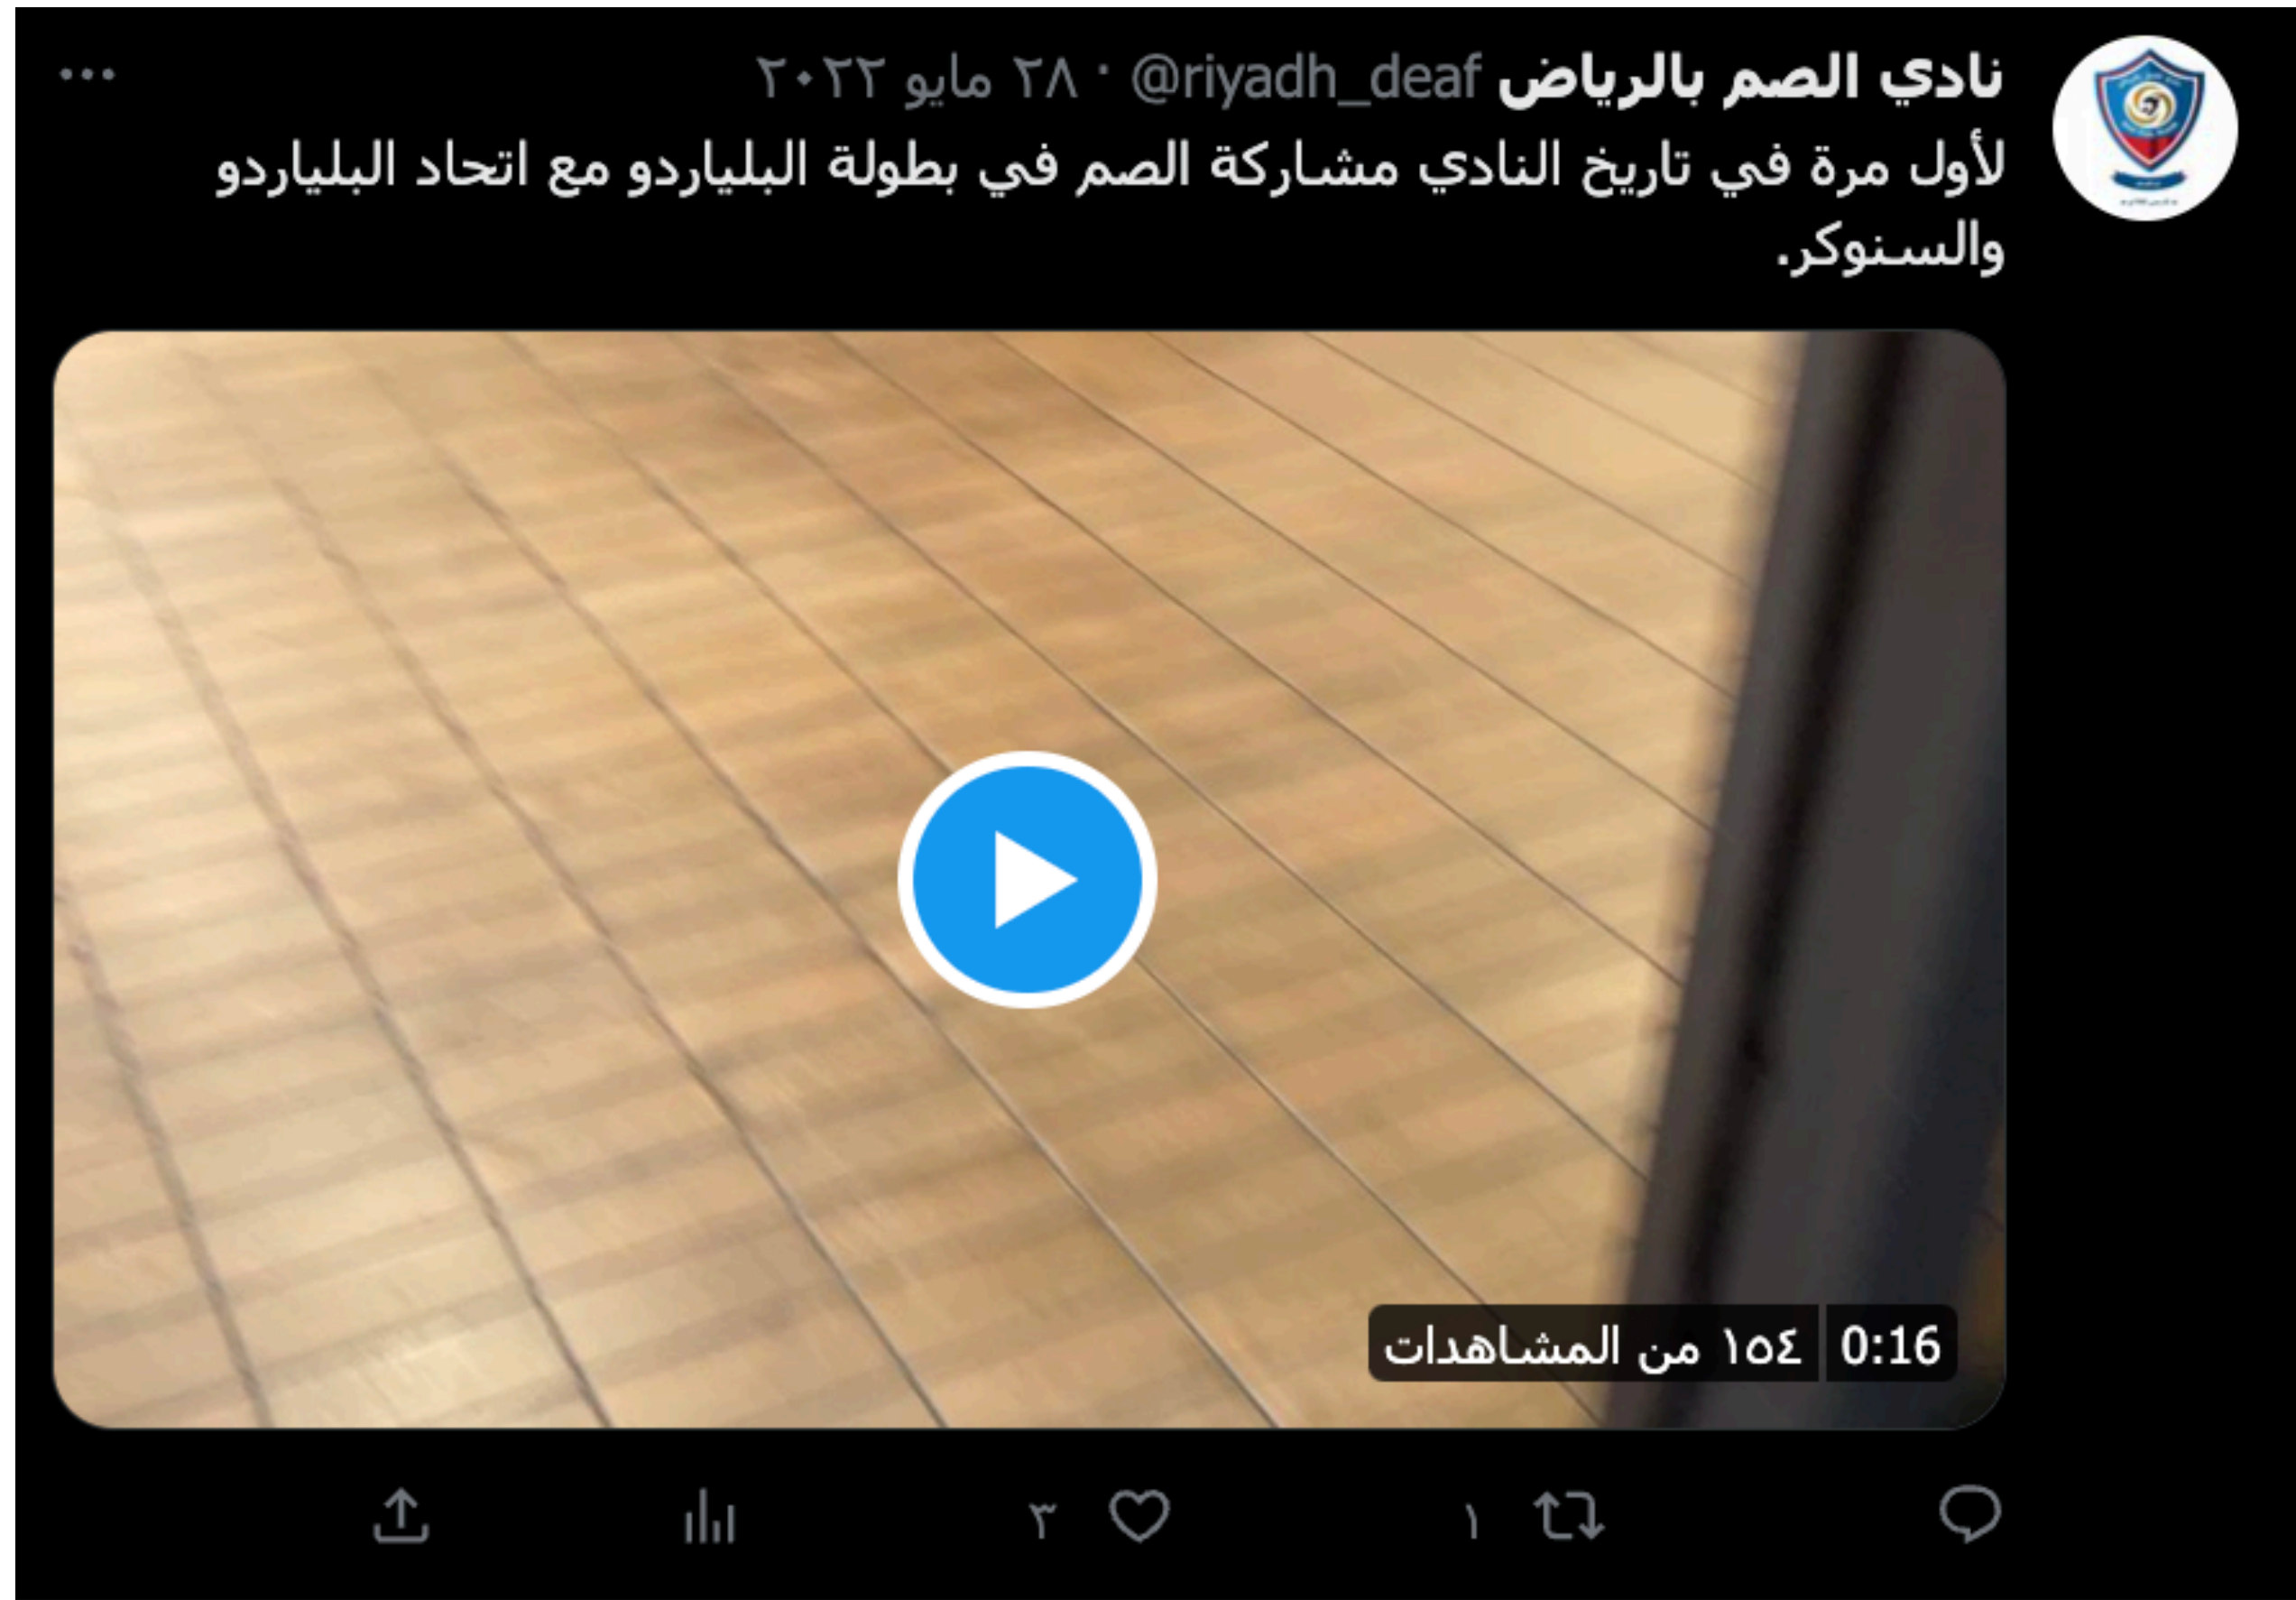 نادي الصم بالرياض @riyadh_deaf · ٢٨ مايو ٢٠٢٢
لأول مرة في تاريخ النادي مشاركة الصم في بطولة البلياردو مع اتحاد البلياردو
والسنوكر.
0:16 ١٥٤ من المشاهدات
١ ٣